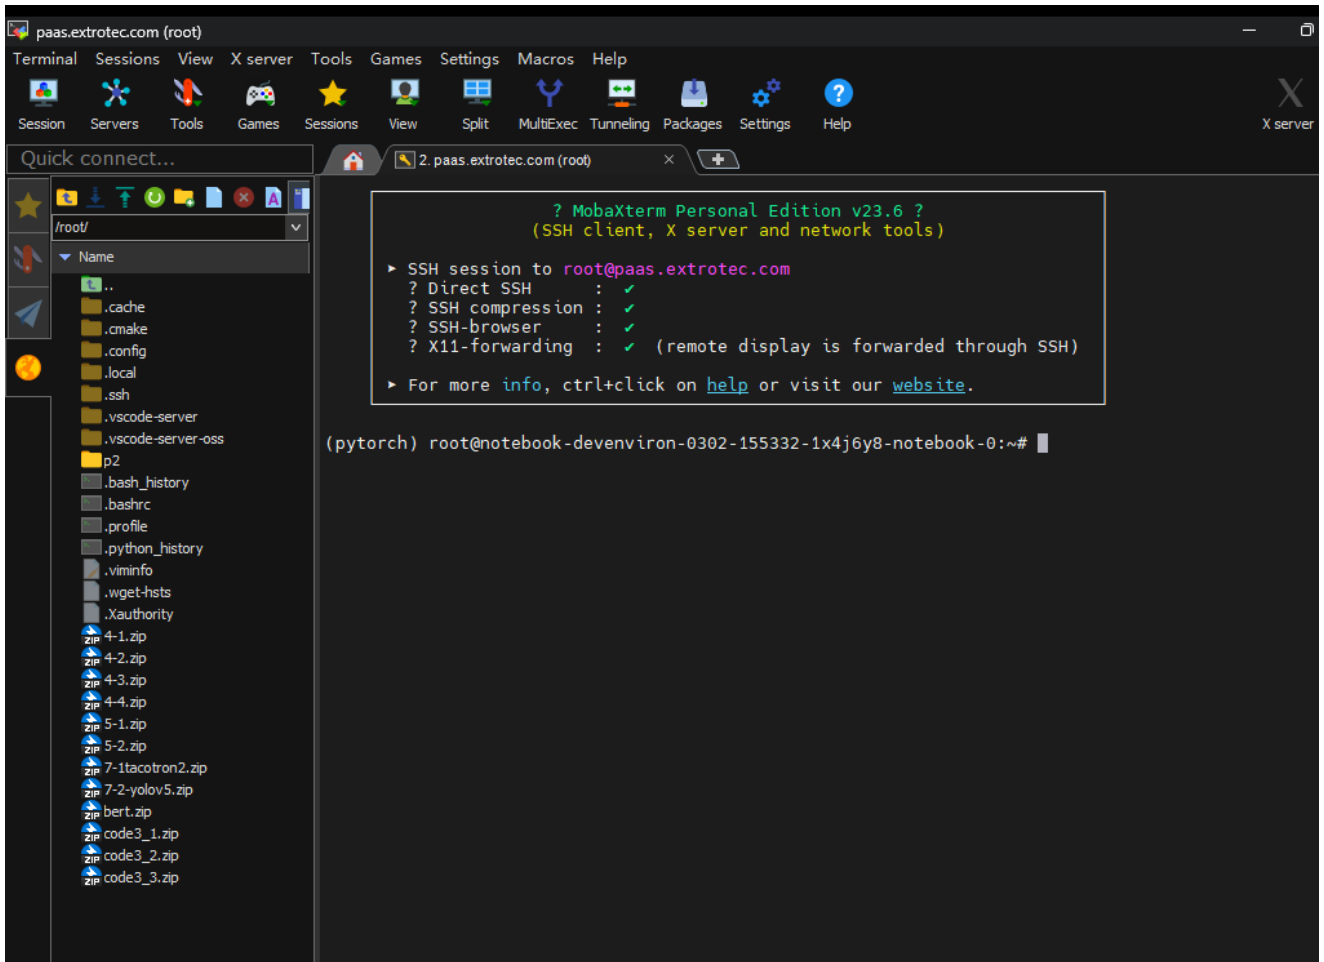 paas.extrotec.com (root)
Terminal Sessions View X server Tools Games Settings Macros Help
Session Servers Tools Games Sessions View Split MultiExec Tunneling Packages Settings Help X server
Quick connect...
2. paas.extrotec.com (root)
/root/
Name
..
.cache
.cmake
.config
.local
.ssh
.vscode-server
.vscode-server-oss
p2
.bash_history
.bashrc
.profile
.python_history
.viminfo
.wget-hsts
.Xauthority
4-1.zip
4-2.zip
4-3.zip
4-4.zip
5-1.zip
5-2.zip
7-1tacotron2.zip
7-2-yolov5.zip
bert.zip
code3_1.zip
code3_2.zip
code3_3.zip
? MobaXterm Personal Edition v23.6 ?
(SSH client, X server and network tools)
➤ SSH session to root@paas.extrotec.com
? Direct SSH : ✔
? SSH compression : ✔
? SSH-browser : ✔
? X11-forwarding : ✔ (remote display is forwarded through SSH)
➤ For more info, ctrl+click on help or visit our website.
(pytorch) root@notebook-devenviron-0302-155332-1x4j6y8-notebook-0:~#